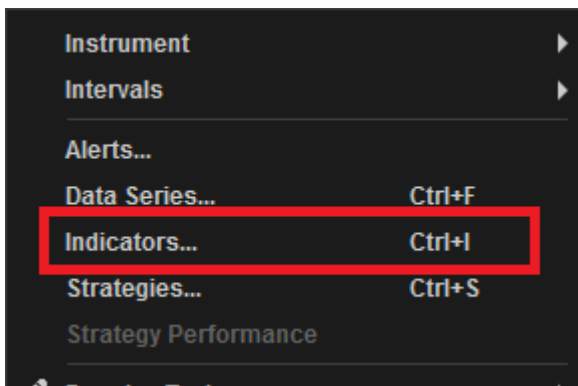 Instrument
Intervals
Alerts...
Data Series... Ctrl+F
Indicators... Ctrl+I
Strategies... Ctrl+S
Strategy Performance